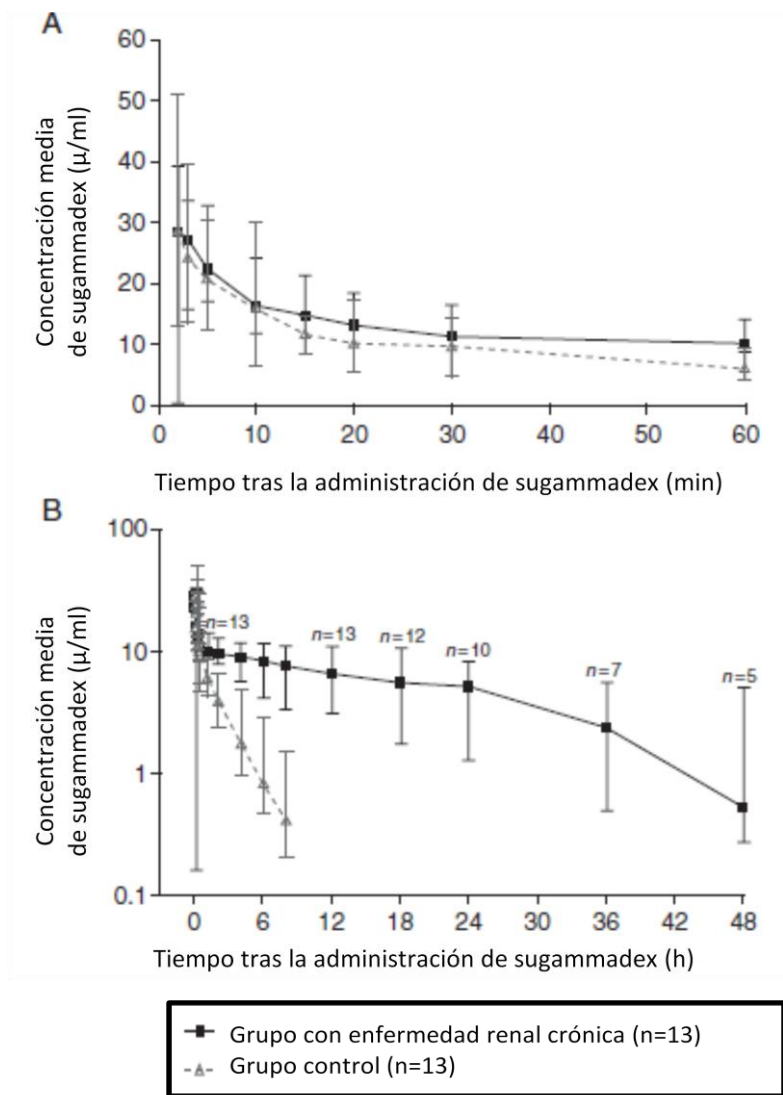 A
60
50
40
30
20
10
0
Concentración media
de sugammadex (µ/ml)
0 10 20 30 40 50 60
Tiempo tras la administración de sugammadex (min)
B
100
10
1
0.1
Concentración media
de sugammadex (µ/ml)
n=13 n=13 n=12 n=10 n=7 n=5
0 6 12 18 24 30 36 42 48
Tiempo tras la administración de sugammadex (h)
Grupo con enfermedad renal crónica (n=13)
Grupo control (n=13)